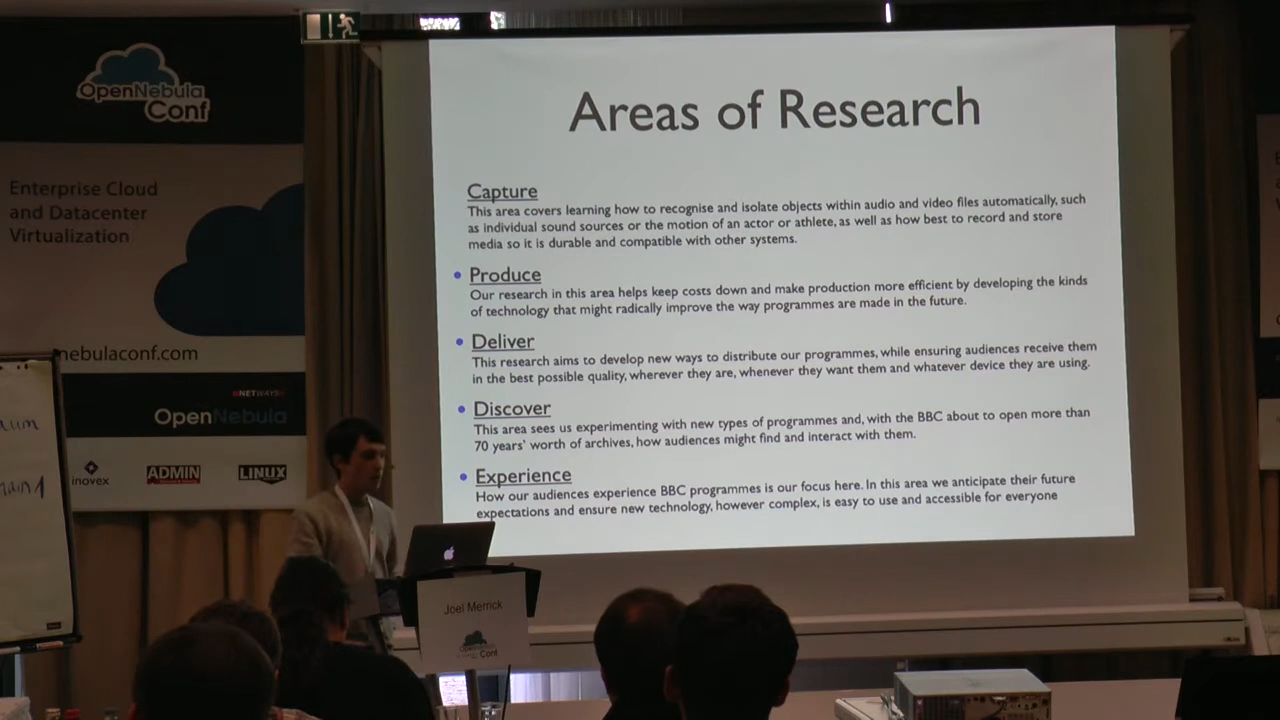 OpenNebula
Conf
Enterprise Cloud
and Datacenter
Virtualization
nebulaconf.com
NETWAYS
OpenNebula
inovex
ADMIN
LINUX
Areas of Research
Capture
This area covers learning how to recognise and isolate objects within audio and video files automatically, such
as individual sound sources or the motion of an actor or athlete, as well as how best to record and store
media so it is durable and compatible with other systems.
• Produce
Our research in this area helps keep costs down and make production more efficient by developing the kinds
of technology that might radically improve the way programmes are made in the future.
• Deliver
This research aims to develop new ways to distribute our programmes, while ensuring audiences receive them
in the best possible quality, wherever they are, whenever they want them and whatever device they are using.
• Discover
This area sees us experimenting with new types of programmes and, with the BBC about to open more than
70 years' worth of archives, how audiences might find and interact with them.
• Experience
How our audiences experience BBC programmes is our focus here. In this area we anticipate their future
expectations and ensure new technology, however complex, is easy to use and accessible for everyone
Joel Merrick
OpenNebula
Conf